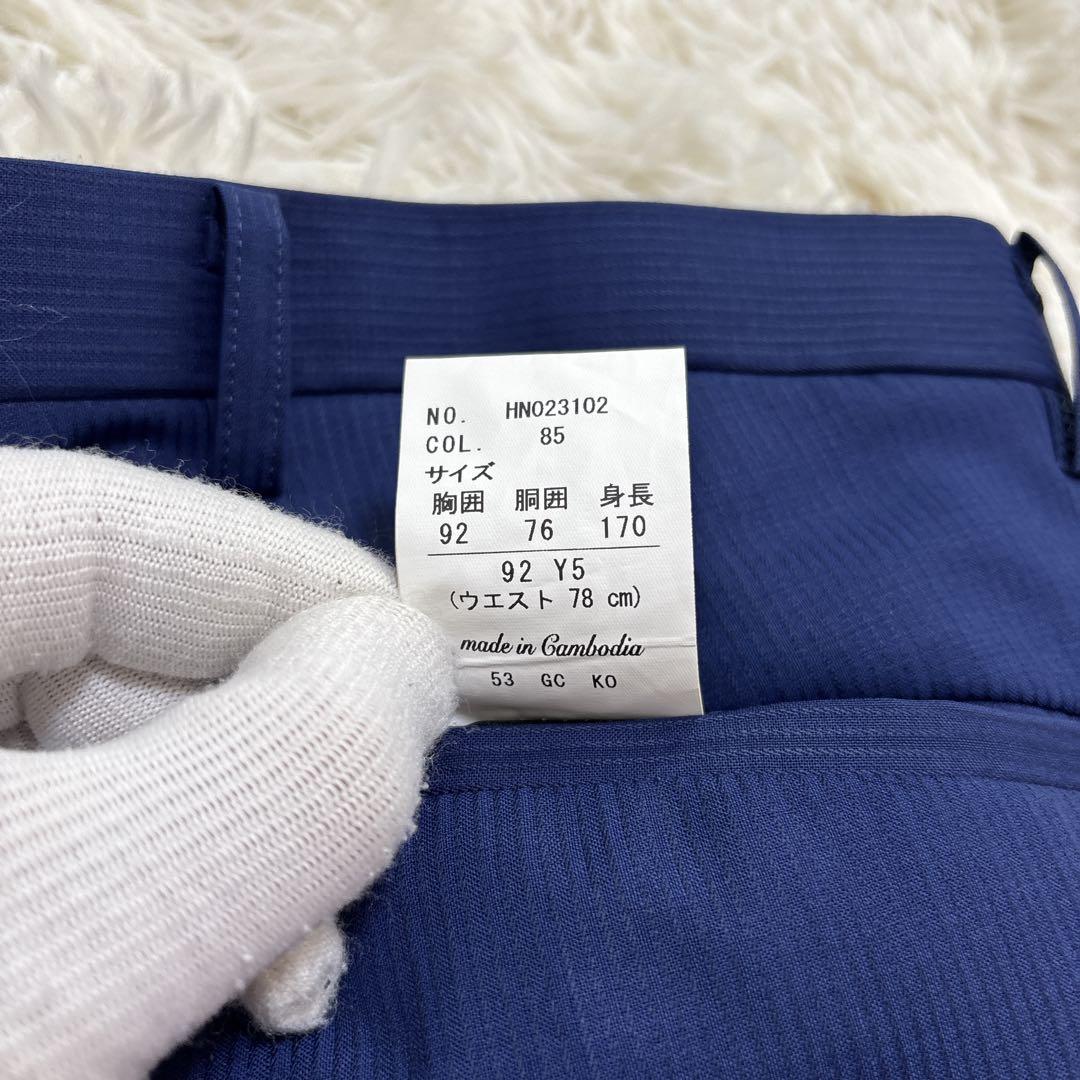 NO. HN023102
COL. 85
サイズ
胸囲 胴囲 身長
92 76 170
92 Y5
(ウエスト 78 cm)
made in Cambodia
53 GC KO